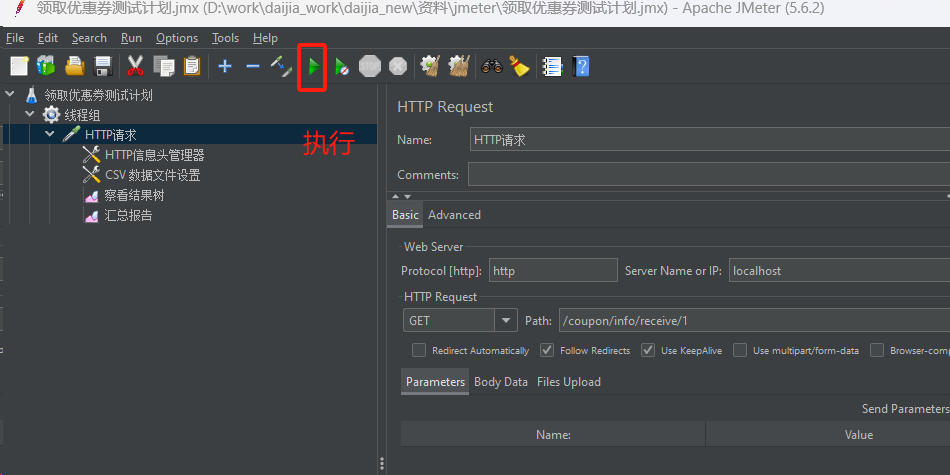 领取优惠券测试计划.jmx (D:\work\daijia_work\daijia_new\资料\jmeter\领取优惠券测试计划.jmx) - Apache JMeter (5.6.2)
File Edit Search Run Options Tools Help
STOP
领取优惠券测试计划
线程组
HTTP请求
HTTP信息头管理器
CSV 数据文件设置
察看结果树
汇总报告
执行
HTTP Request
Name: HTTP请求
Comments:
Basic Advanced
Web Server
Protocol [http]: http Server Name or IP: localhost
HTTP Request
GET Path: /coupon/info/receive/1
Redirect Automatically Follow Redirects Use KeepAlive Use multipart/form-data Browser-comp
Parameters Body Data Files Upload
Send Parameters
Name: Value